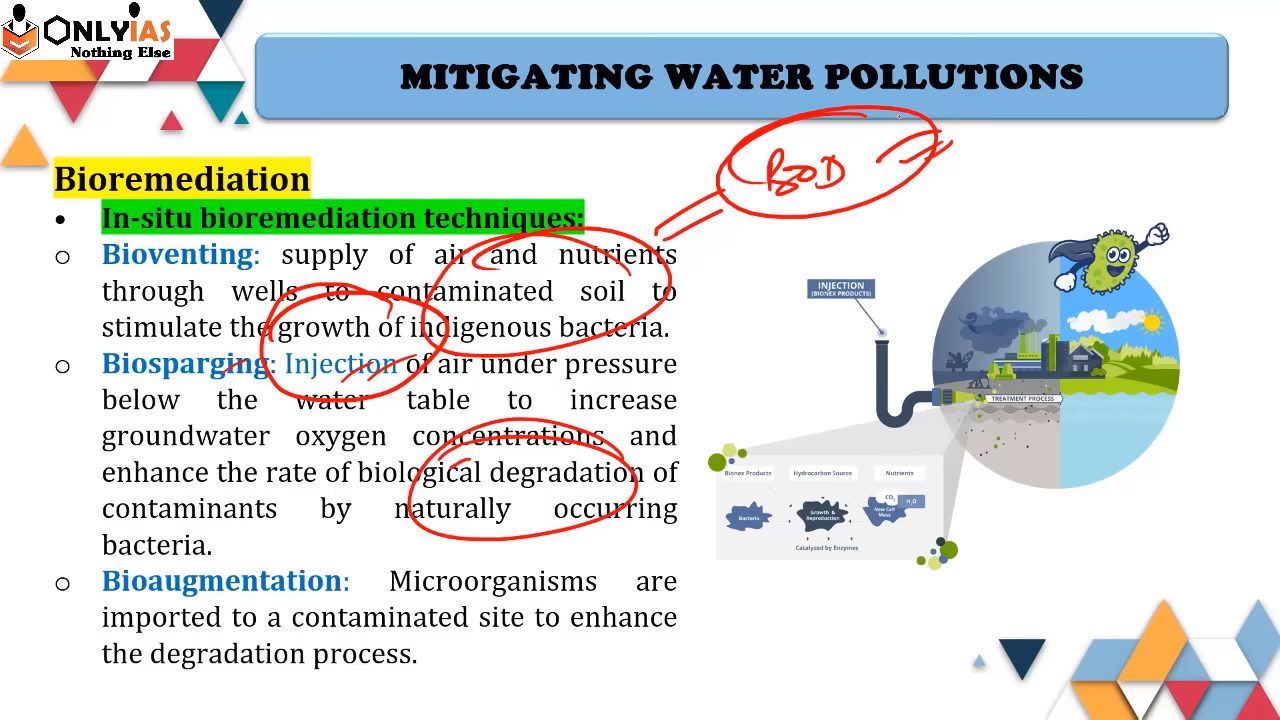 ONLYIAS
Nothing Else
MITIGATING WATER POLLUTIONS
BOD
Bioremediation
• In-situ bioremediation techniques:
o Bioventing: supply of air and nutrients
through wells to contaminated soil to
stimulate the growth of indigenous bacteria.
o Biosparging: Injection of air under pressure
below the water table to increase
groundwater oxygen concentrations and
enhance the rate of biological degradation of
contaminants by naturally occurring
bacteria.
o Bioaugmentation: Microorganisms are
imported to a contaminated site to enhance
the degradation process.
INJECTION
(BIONEX PRODUCTS)
TREATMENT PROCESS
Bionex Products
Hydrocarbon Source
Nutrients
Bacteria
Growth &
Reproduction
CO₂
H₂O
New Cell
Mass
Catalyzed by Enzymes